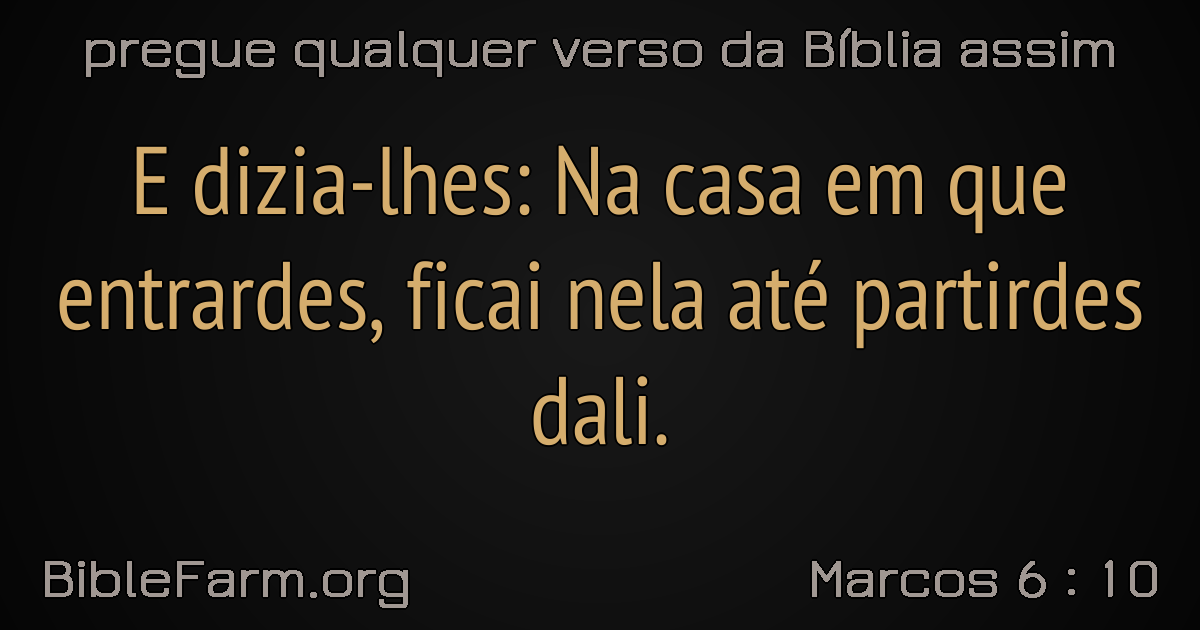 pregue qualquer verso da Bíblia assim
E dizia-lhes: Na casa em que
entrardes, ficai nela até partirdes
dali.
BibleFarm.org
Marcos 6 : 10